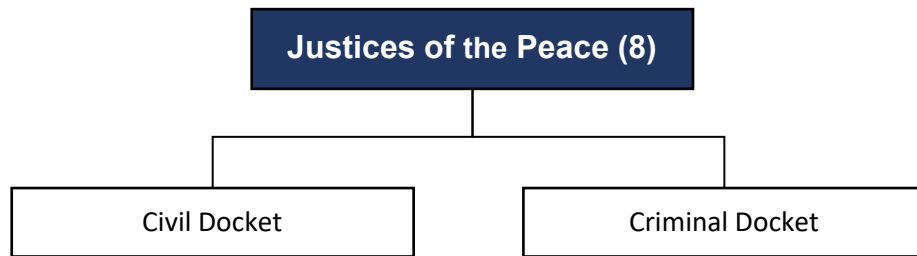 Justices of the Peace (8)
Civil Docket
Criminal Docket